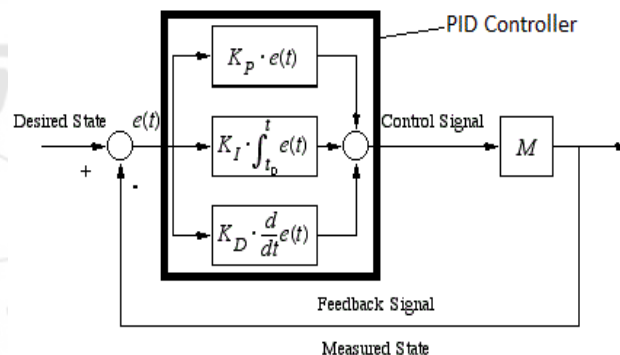 PID Controller
K_P · e(t)
Desired State
e(t)
K_I · ∫_{t_0}^{t} e(t)
Control Signal
M
+
-
K_D · d/dt e(t)
Feedback Signal
Measured State